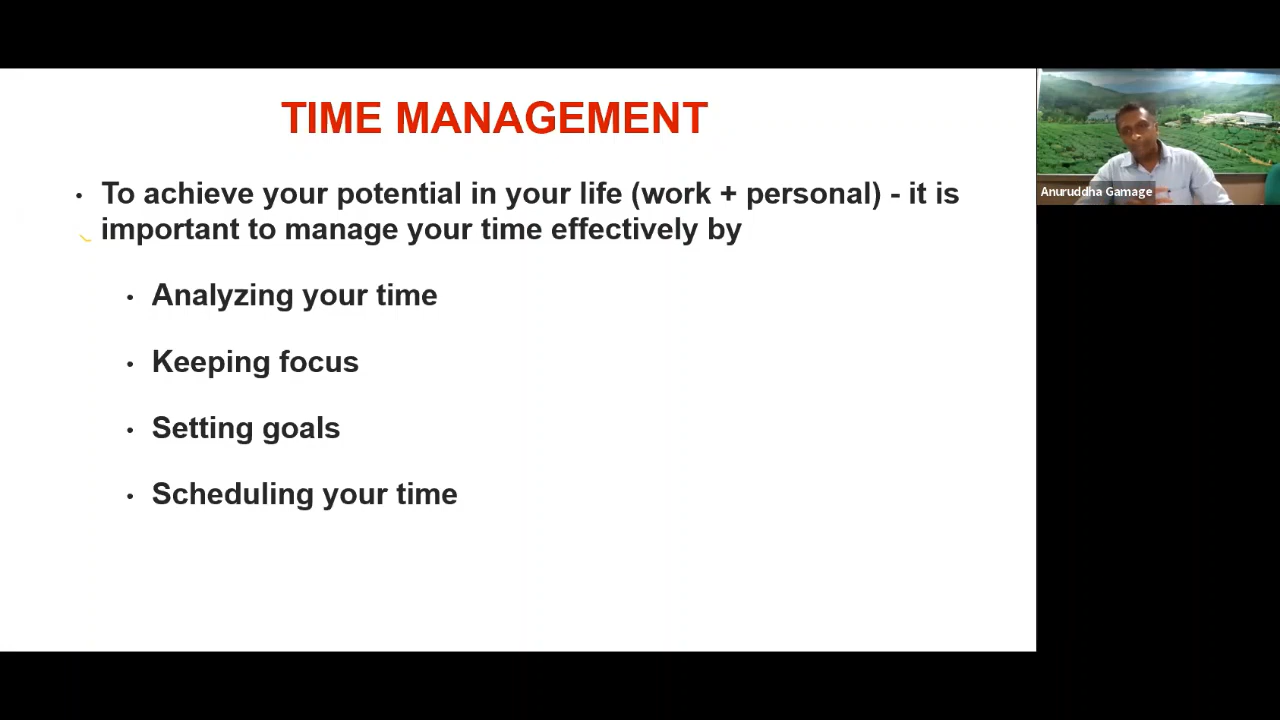 TIME MANAGEMENT
• To achieve your potential in your life (work + personal) - it is
important to manage your time effectively by
• Analyzing your time
• Keeping focus
• Setting goals
• Scheduling your time
Anuruddha Gamage